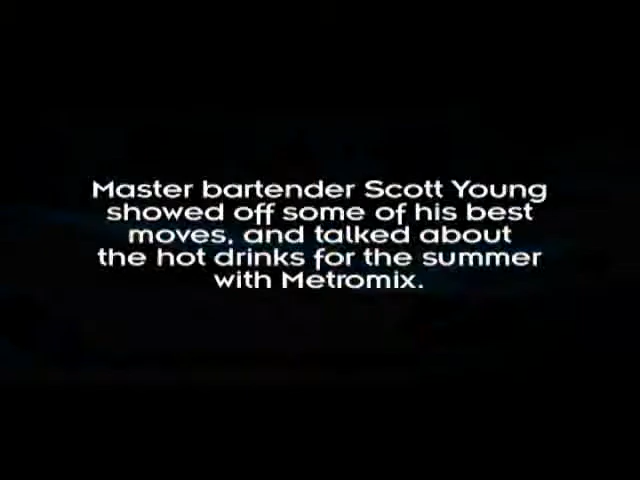 Master bartender Scott Young
showed off some of his best
moves, and talked about
the hot drinks for the summer
with Metromix.